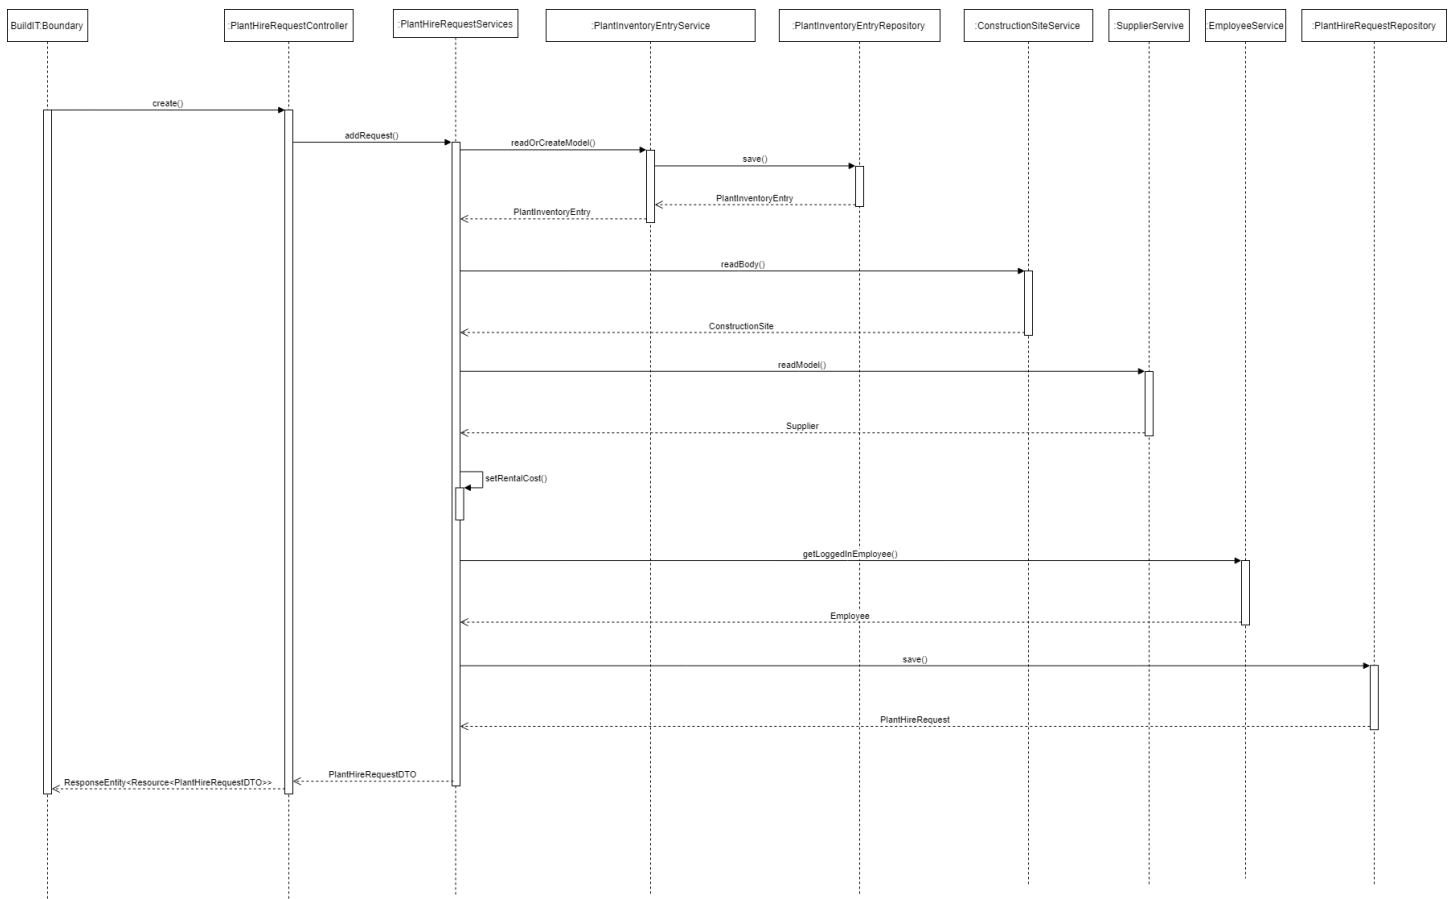 BuildIT:Boundary
:PlantHireRequestController
:PlantHireRequestServices
:PlantInventoryEntryService
:PlantInventoryEntryRepository
:ConstructionSiteService
:SupplierServive
:EmployeeService
:PlantHireRequestRepository
create()
addRequest()
readOrCreateModel()
save()
PlantInventoryEntry
PlantInventoryEntry
readBody()
ConstructionSite
readModel()
Supplier
setRentalCost()
getLoggedInEmployee()
Employee
save()
PlantHireRequest
PlantHireRequestDTO
ResponseEntity<Resource<PlantHireRequestDTO>>